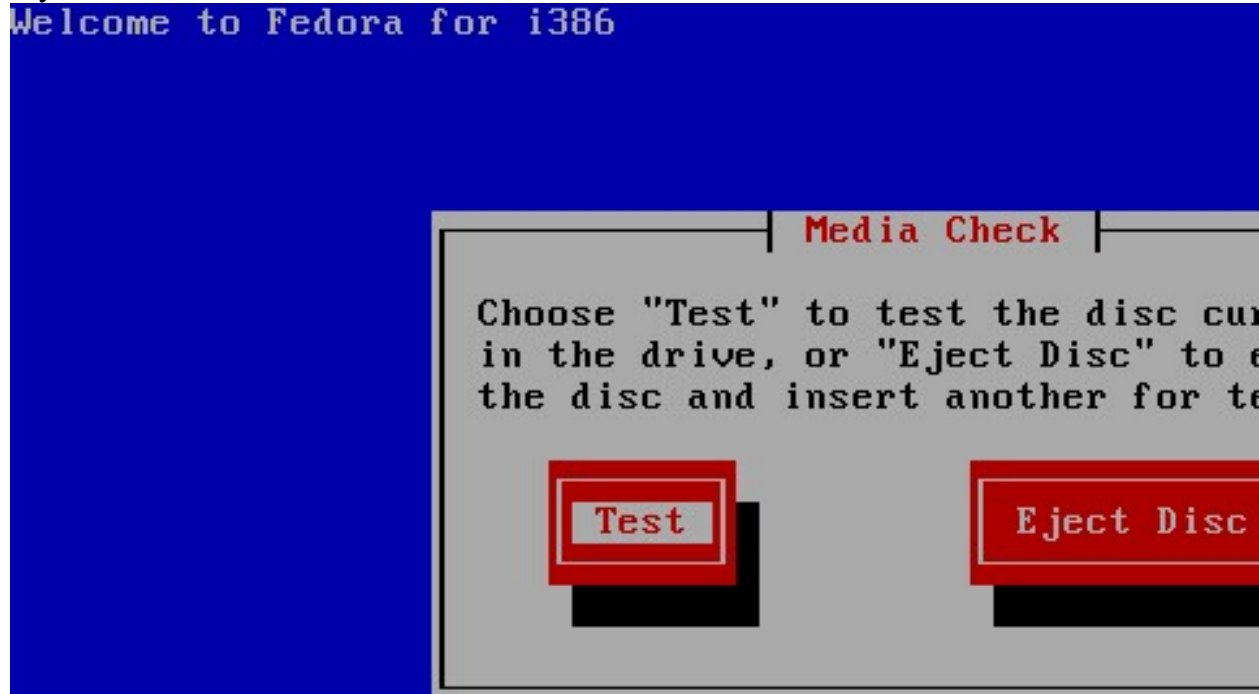 Welcome to Fedora for i386
Media Check
Choose "Test" to test the disc
in the drive, or "Eject Disc" to
the disc and insert another for
Test
Eject Disc